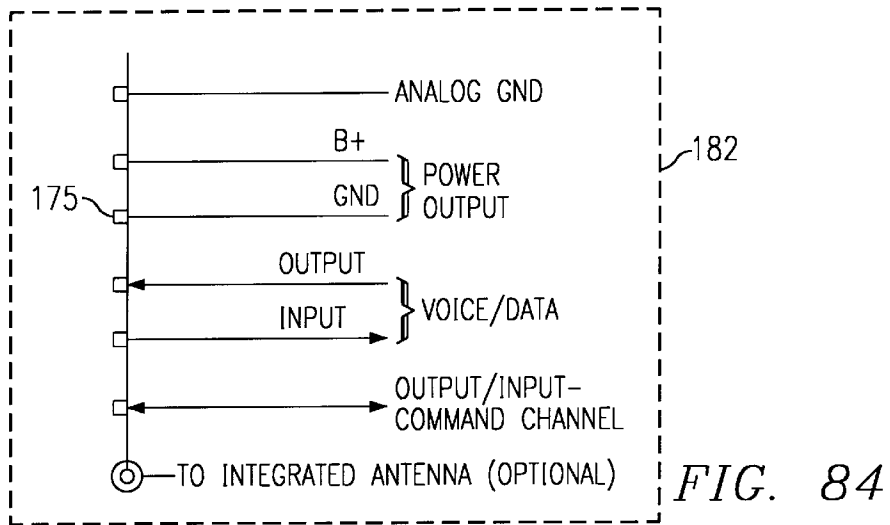 ANALOG GND
B+
182
POWER
175
GND
OUTPUT
OUTPUT
INPUT
VOICE/DATA
OUTPUT/INPUT-
COMMAND CHANNEL
TO INTEGRATED ANTENNA (OPTIONAL)
FIG. 84